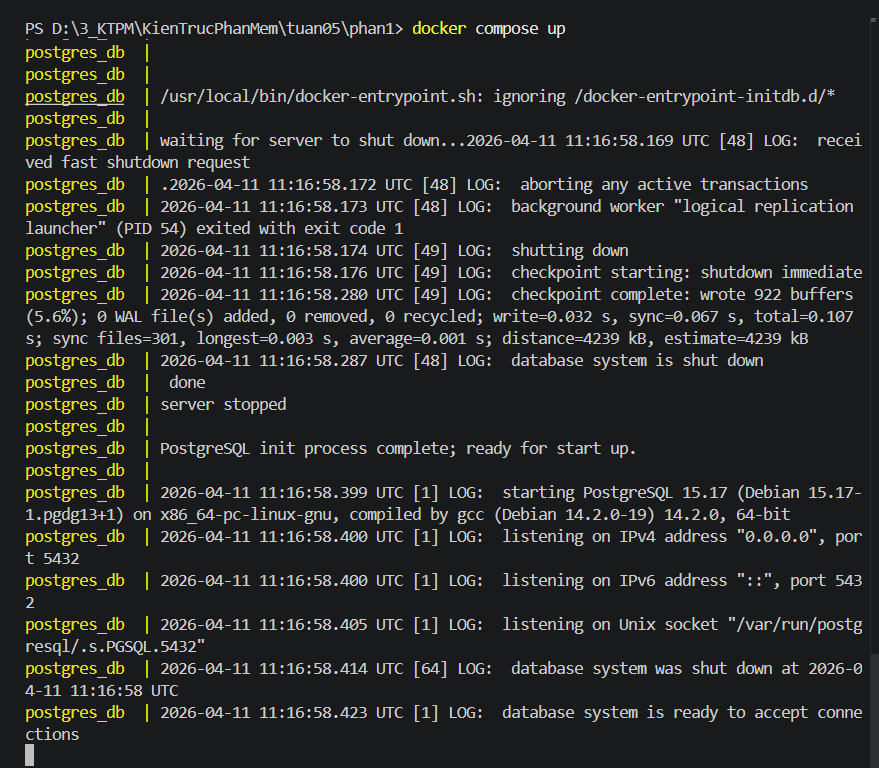 PS D:\3_KTPM\KienTrucPhanMem\tuan05\phan1> docker compose up
postgres_db  |
postgres_db  |
postgres_db  | /usr/local/bin/docker-entrypoint.sh: ignoring /docker-entrypoint-initdb.d/*
postgres_db  |
postgres_db  | waiting for server to shut down...2026-04-11 11:16:58.169 UTC [48] LOG:  recei
ved fast shutdown request
postgres_db  | .2026-04-11 11:16:58.172 UTC [48] LOG:  aborting any active transactions
postgres_db  | 2026-04-11 11:16:58.173 UTC [48] LOG:  background worker "logical replication
launcher" (PID 54) exited with exit code 1
postgres_db  | 2026-04-11 11:16:58.174 UTC [49] LOG:  shutting down
postgres_db  | 2026-04-11 11:16:58.176 UTC [49] LOG:  checkpoint starting: shutdown immediate
postgres_db  | 2026-04-11 11:16:58.280 UTC [49] LOG:  checkpoint complete: wrote 922 buffers
(5.6%); 0 WAL file(s) added, 0 removed, 0 recycled; write=0.032 s, sync=0.067 s, total=0.107
s; sync files=301, longest=0.003 s, average=0.001 s; distance=4239 kB, estimate=4239 kB
postgres_db  | 2026-04-11 11:16:58.287 UTC [48] LOG:  database system is shut down
postgres_db  |  done
postgres_db  | server stopped
postgres_db  |
postgres_db  | PostgreSQL init process complete; ready for start up.
postgres_db  |
postgres_db  | 2026-04-11 11:16:58.399 UTC [1] LOG:  starting PostgreSQL 15.17 (Debian 15.17-
1.pgdg13+1) on x86_64-pc-linux-gnu, compiled by gcc (Debian 14.2.0-19) 14.2.0, 64-bit
postgres_db  | 2026-04-11 11:16:58.400 UTC [1] LOG:  listening on IPv4 address "0.0.0.0", por
t 5432
postgres_db  | 2026-04-11 11:16:58.400 UTC [1] LOG:  listening on IPv6 address "::", port 543
2
postgres_db  | 2026-04-11 11:16:58.405 UTC [1] LOG:  listening on Unix socket "/var/run/postg
resql/.s.PGSQL.5432"
postgres_db  | 2026-04-11 11:16:58.414 UTC [64] LOG:  database system was shut down at 2026-0
4-11 11:16:58 UTC
postgres_db  | 2026-04-11 11:16:58.423 UTC [1] LOG:  database system is ready to accept conne
ctions